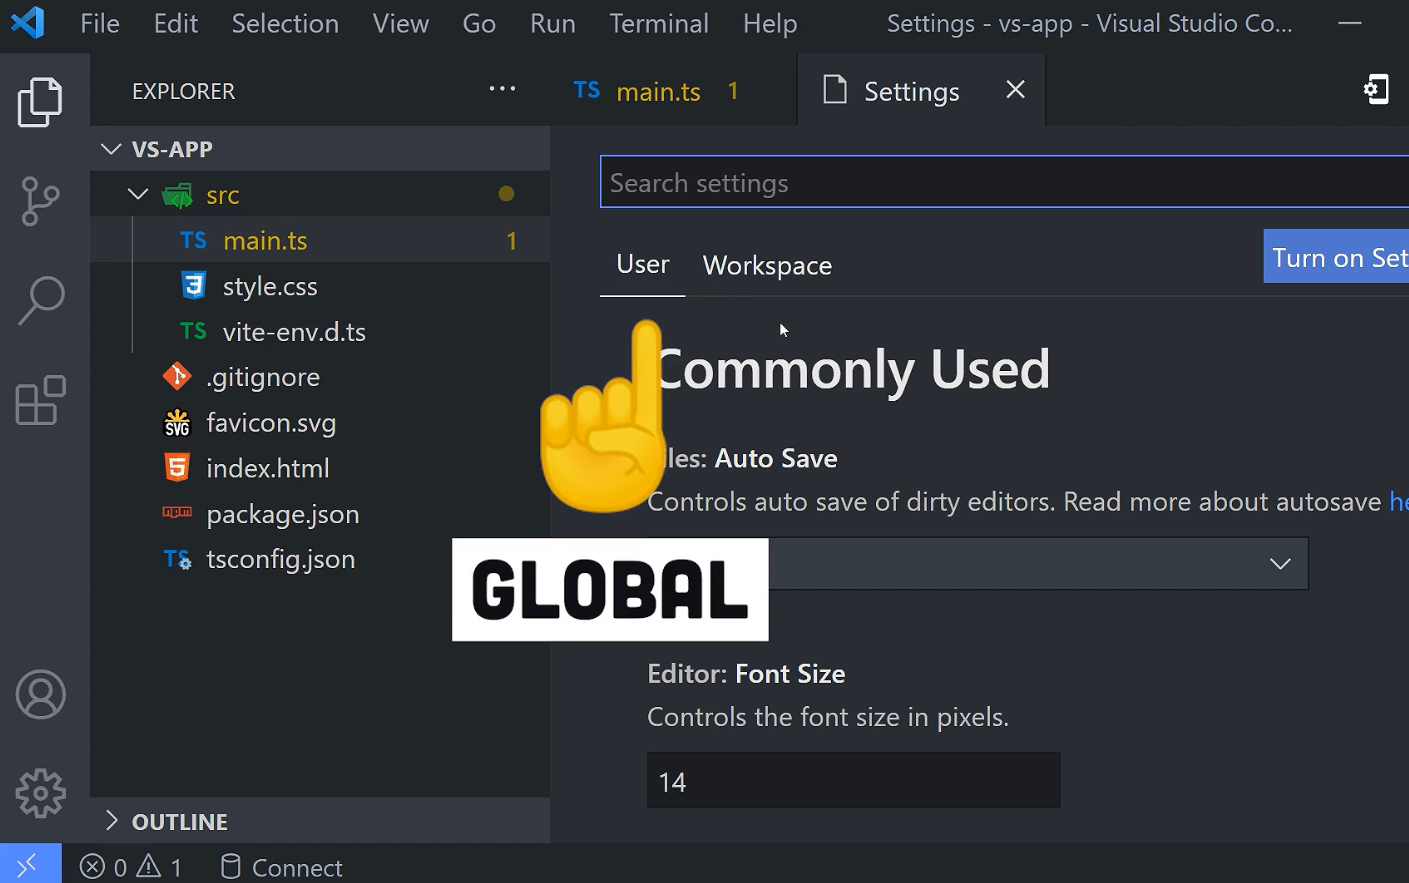 File Edit Selection View Go Run Terminal Help Settings - vs-app - Visual Studio Co...
EXPLORER ...
TS main.ts 1
Settings
VS-APP
src
TS main.ts 1
style.css
TS vite-env.d.ts
.gitignore
SVG favicon.svg
index.html
npm package.json
TS tsconfig.json
OUTLINE
Search settings
User Workspace
Turn on Set
Commonly Used
les: Auto Save
Controls auto save of dirty editors. Read more about autosave he
GLOBAL
Editor: Font Size
Controls the font size in pixels.
14
0 1 Connect